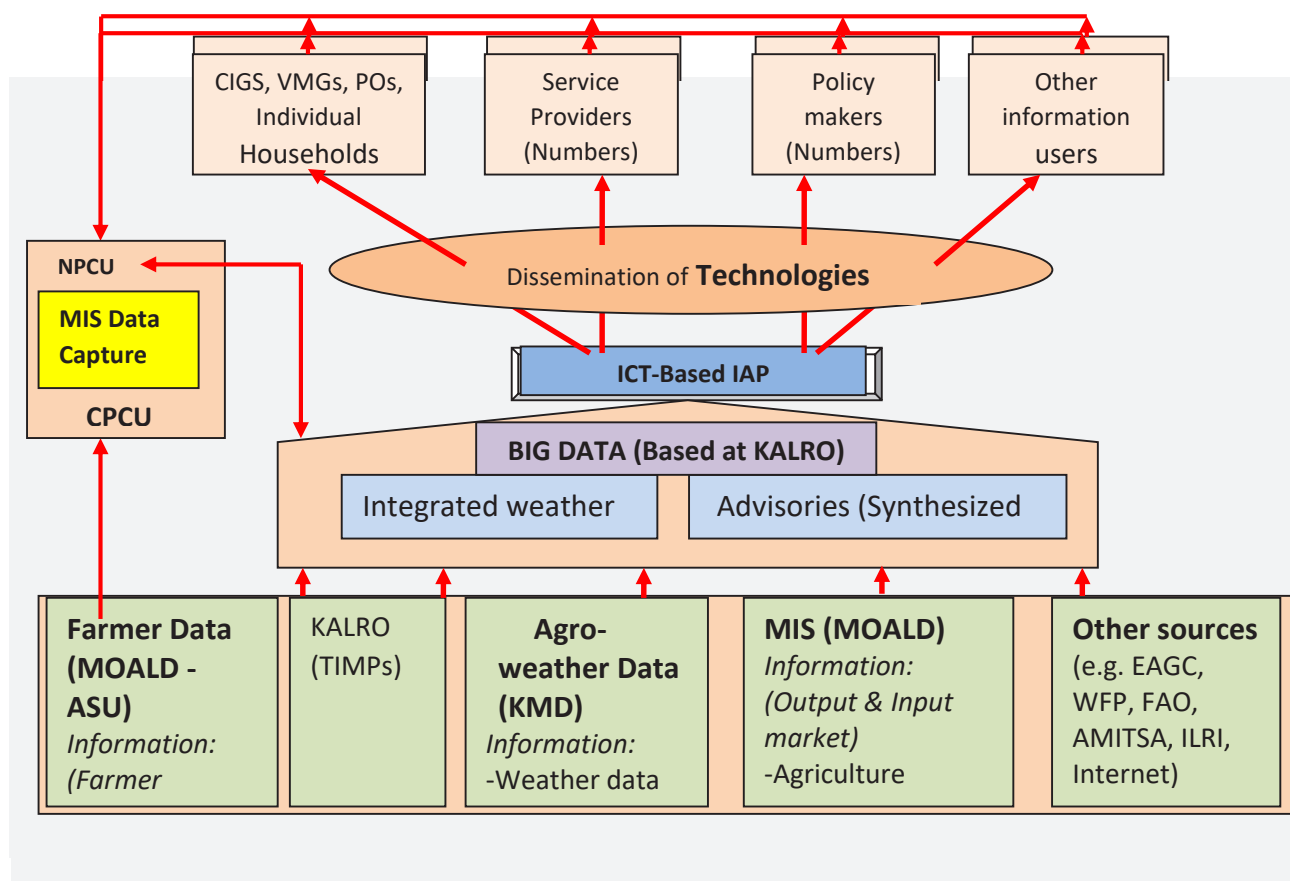 CIGS, VMGs, POs,
Individual
Households
Service
Providers
(Numbers)
Policy
makers
(Numbers)
Other
information
users
NPCU
MIS Data
Capture
CPCU
Dissemination of Technologies
ICT-Based IAP
BIG DATA (Based at KALRO)
Integrated weather
Advisories (Synthesized
Farmer Data
(MOALD -
ASU)
Information:
(Farmer
KALRO
(TIMPs)
Agro-
weather Data
(KMD)
Information:
-Weather data
MIS (MOALD)
Information:
(Output & Input
market)
-Agriculture
Other sources
(e.g. EAGC,
WFP, FAO,
AMITSA, ILRI,
Internet)